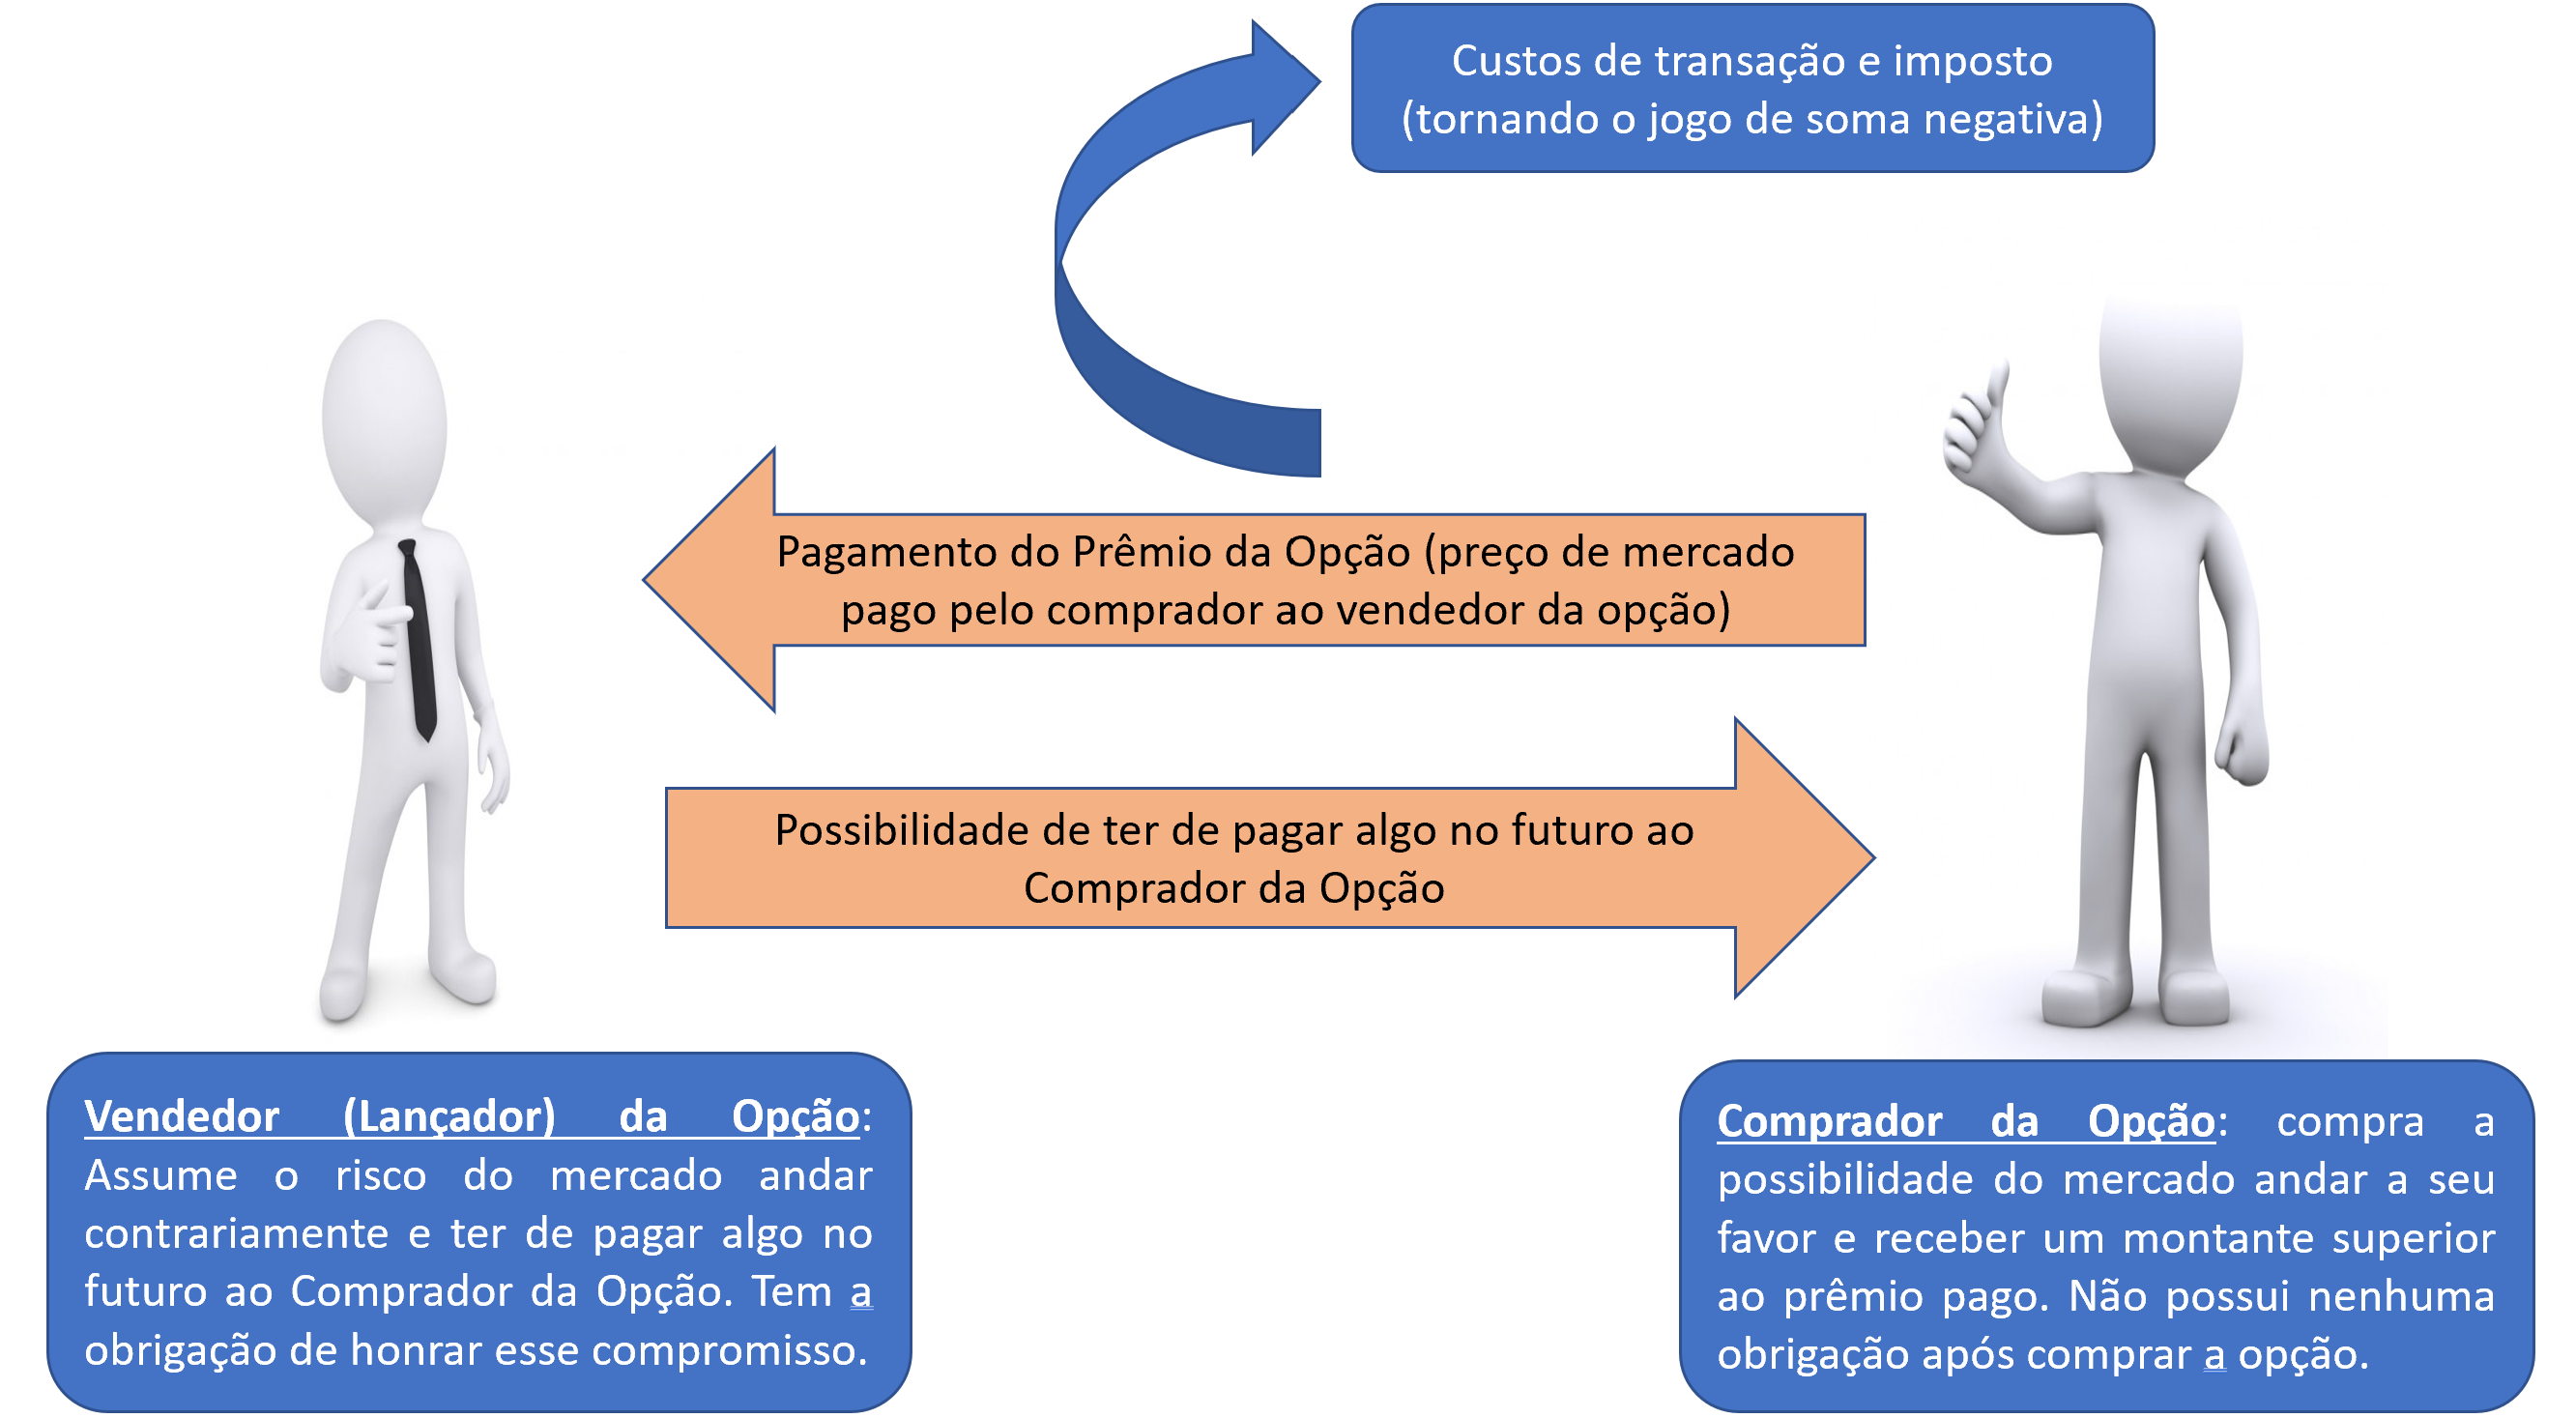 Custos de transação e imposto
(tornando o jogo de soma negativa)
Pagamento do Prêmio da Opção (preço de mercado
pago pelo comprador ao vendedor da opção)
Possibilidade de ter de pagar algo no futuro ao
Comprador da Opção
Vendedor (Lançador) da Opção:
Assume o risco do mercado andar
contrariamente e ter de pagar algo no
futuro ao Comprador da Opção. Tem a
obrigação de honrar esse compromisso.
Comprador da Opção: compra a
possibilidade do mercado andar a seu
favor e receber um montante superior
ao prêmio pago. Não possui nenhuma
obrigação após comprar a opção.